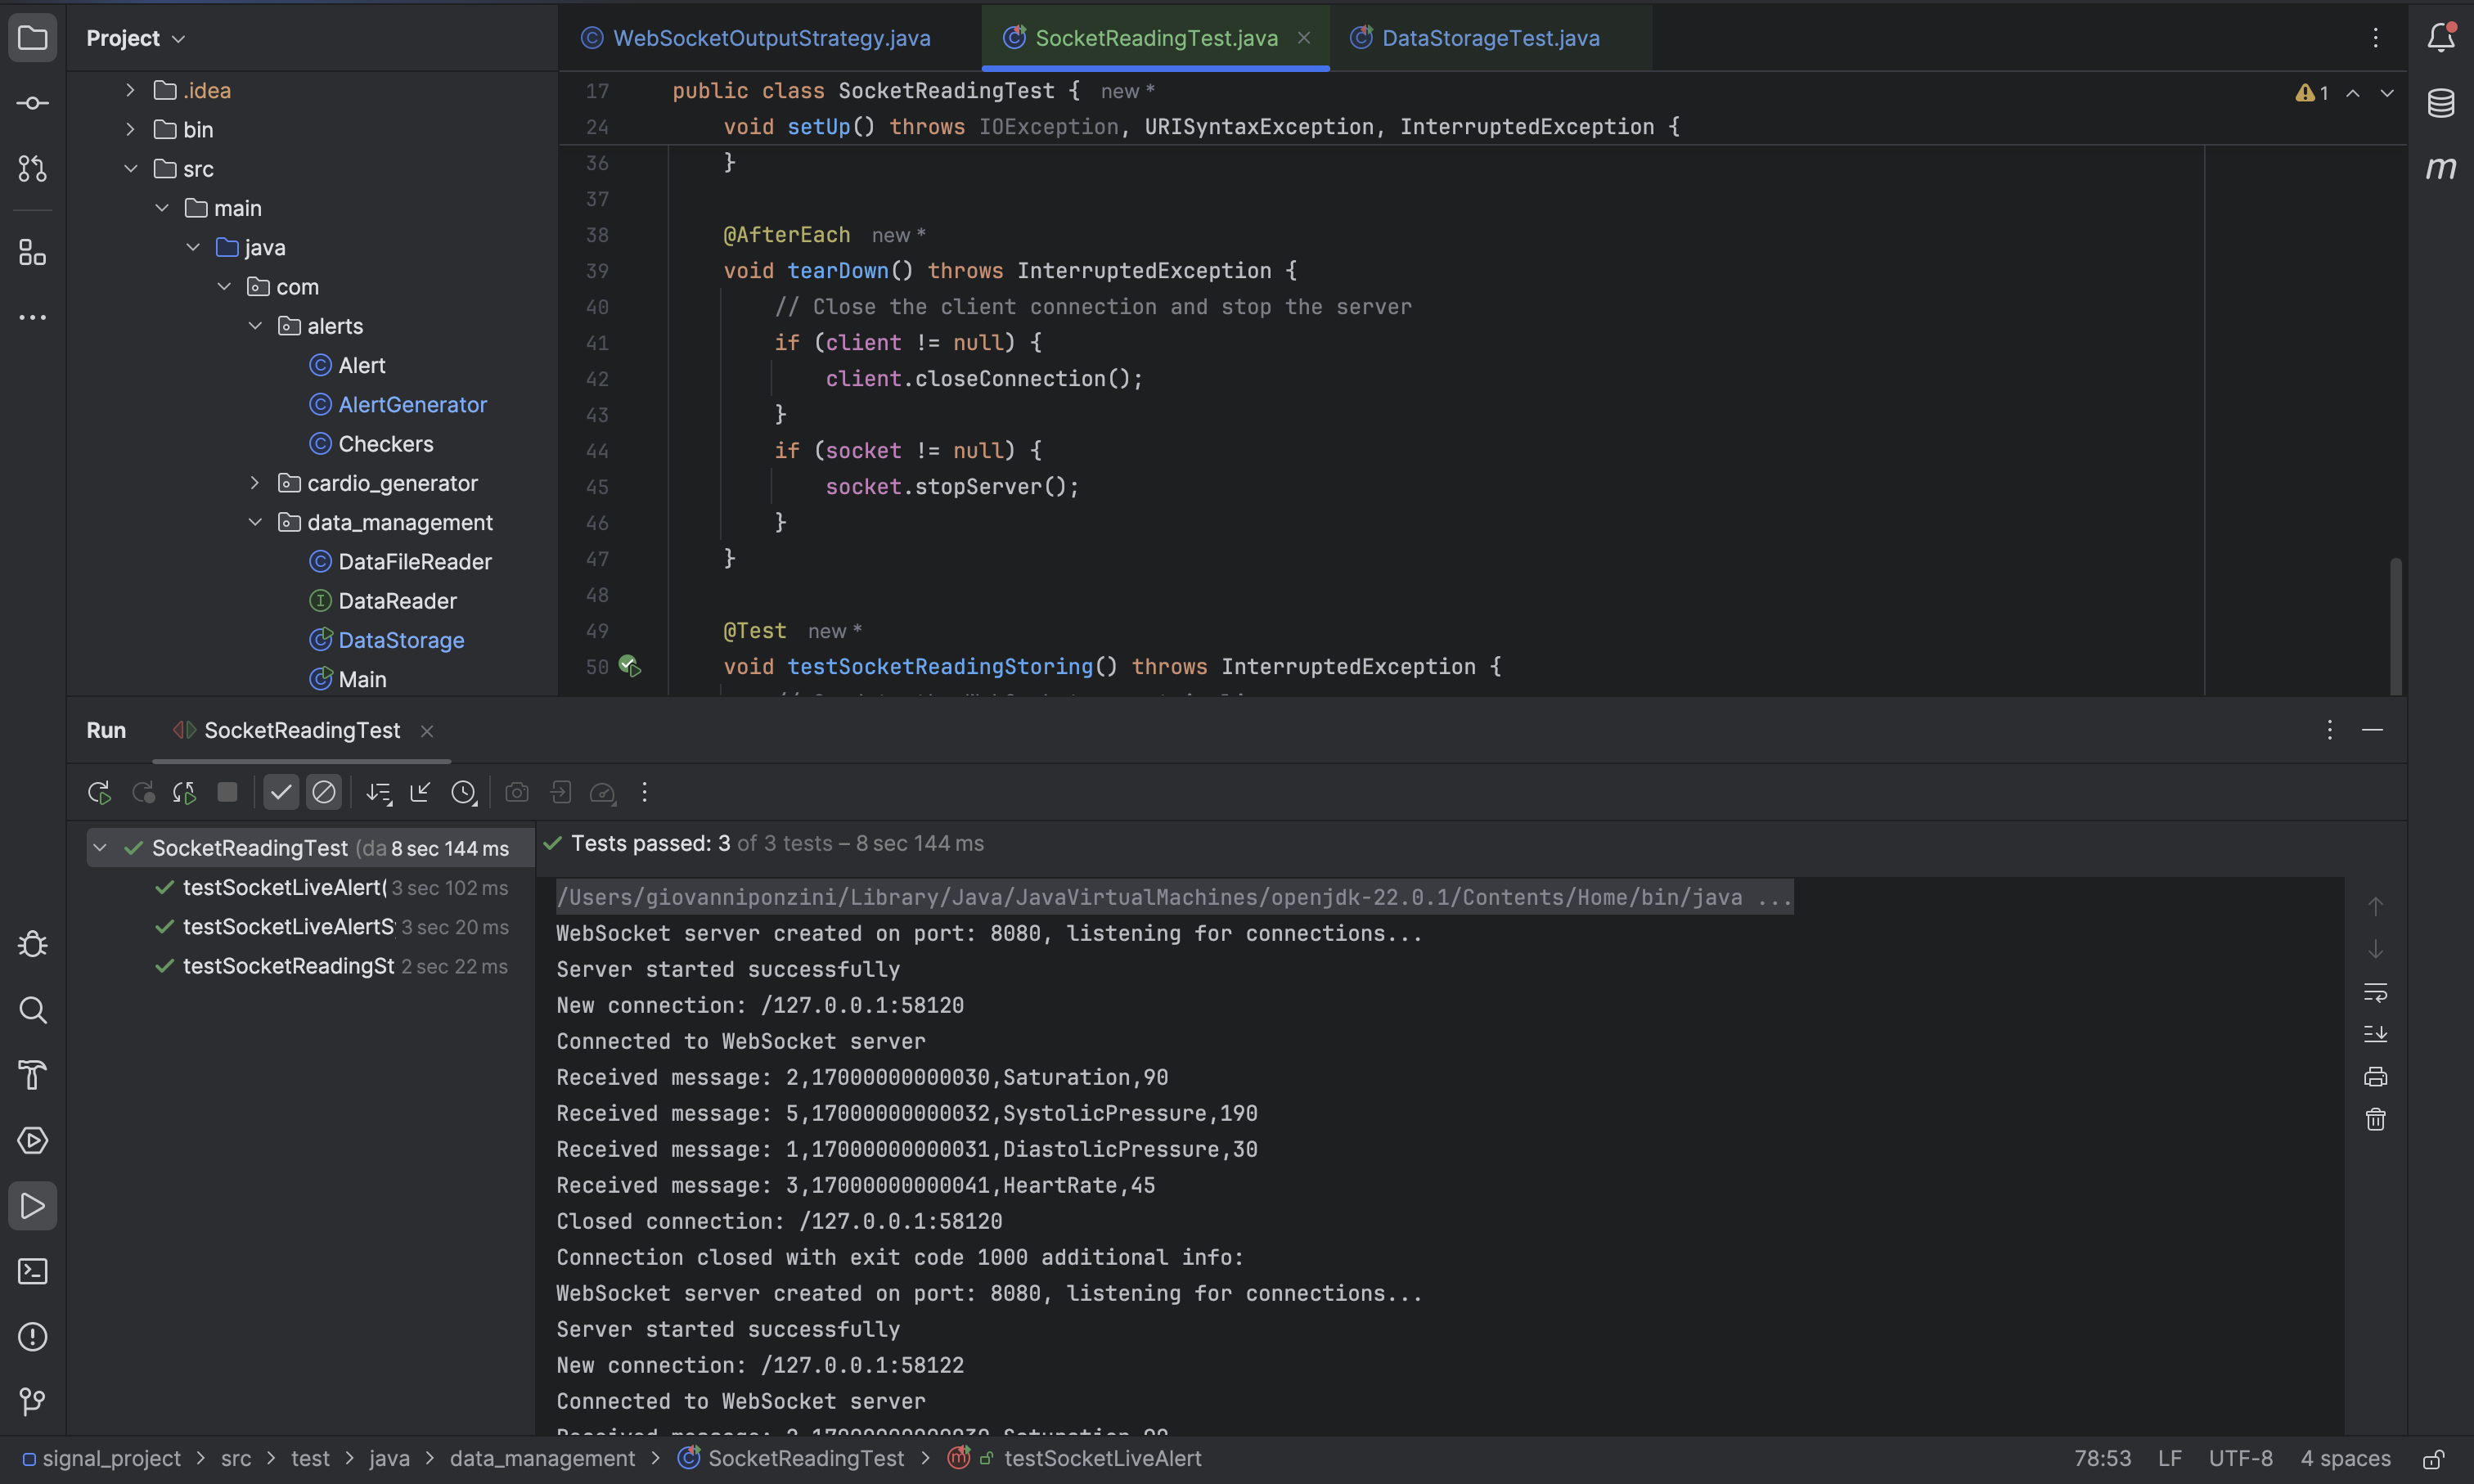 Project
WebSocketOutputStrategy.java
SocketReadingTest.java
DataStorageTest.java
.idea
bin
src
main
java
com
alerts
Alert
AlertGenerator
Checkers
cardio_generator
data_management
DataFileReader
DataReader
DataStorage
Main
17 public class SocketReadingTest { new *
1
24 void setUp() throws IOException, URISyntaxException, InterruptedException {
36 }
37
38 @AfterEach new *
39 void tearDown() throws InterruptedException {
40 // Close the client connection and stop the server
41 if (client != null) {
42 client.closeConnection();
43 }
44 if (socket != null) {
45 socket.stopServer();
46 }
47 }
48
49 @Test new *
50 void testSocketReadingStoring() throws InterruptedException {
m
Run
SocketReadingTest
SocketReadingTest (da 8 sec 144 ms
testSocketLiveAlert( 3 sec 102 ms
testSocketLiveAlertS 3 sec 20 ms
testSocketReadingSt 2 sec 22 ms
Tests passed: 3 of 3 tests – 8 sec 144 ms
/Users/giovanniponzini/Library/Java/JavaVirtualMachines/openjdk-22.0.1/Contents/Home/bin/java ...
WebSocket server created on port: 8080, listening for connections...
Server started successfully
New connection: /127.0.0.1:58120
Connected to WebSocket server
Received message: 2,17000000000030,Saturation,90
Received message: 5,17000000000032,SystolicPressure,190
Received message: 1,17000000000031,DiastolicPressure,30
Received message: 3,17000000000041,HeartRate,45
Closed connection: /127.0.0.1:58120
Connection closed with exit code 1000 additional info:
WebSocket server created on port: 8080, listening for connections...
Server started successfully
New connection: /127.0.0.1:58122
Connected to WebSocket server
signal_project > src > test > java > data_management > SocketReadingTest > m testSocketLiveAlert
78:53 LF UTF-8 4 spaces